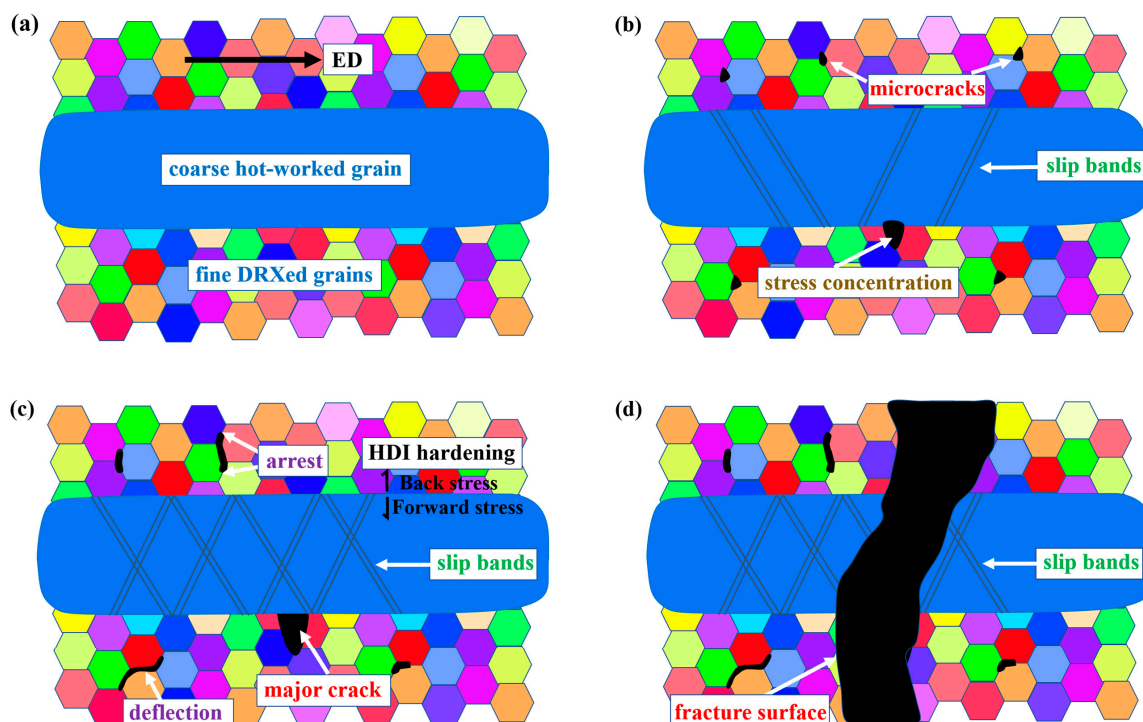 (a)
ED
coarse hot-worked grain
fine DRXed grains
(b)
microcracks
slip bands
stress concentration
(c)
arrest
HDI hardening
Back stress
Forward stress
slip bands
major crack
deflection
(d)
slip bands
fracture surface